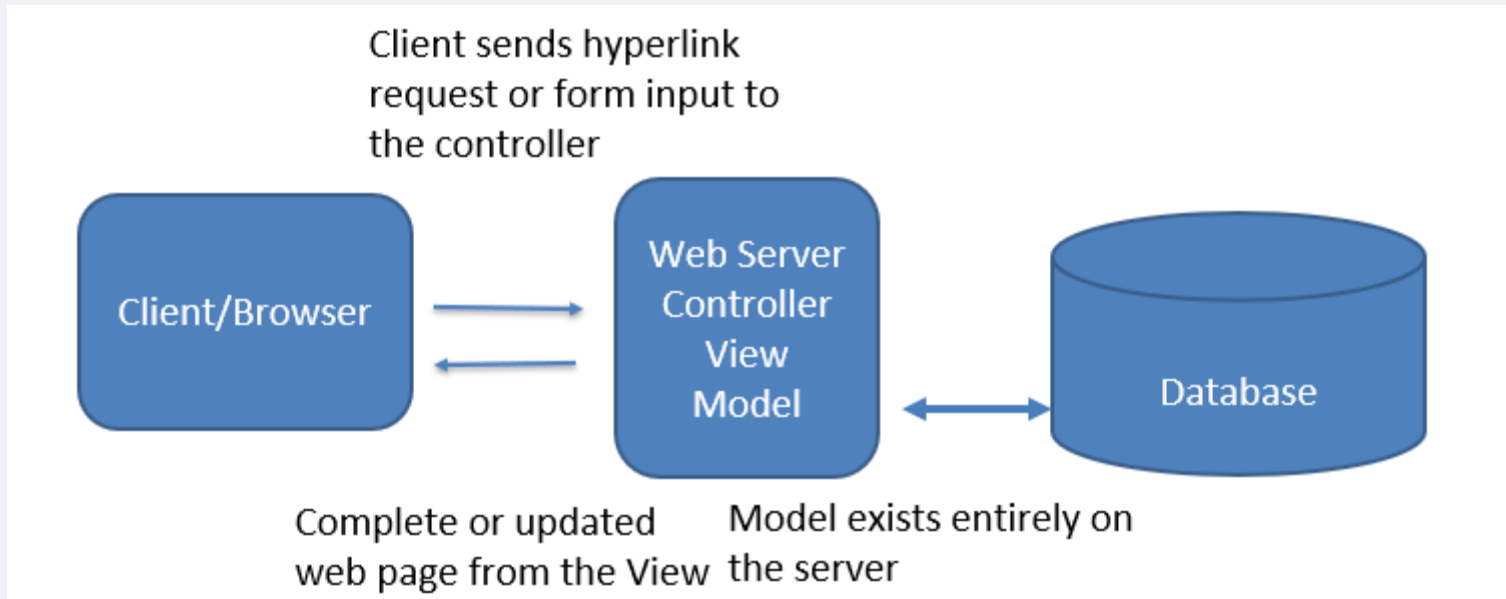 Client sends hyperlink
request or form input to
the controller
Client/Browser
Web Server
Controller
View
Model
Database
Complete or updated
web page from the View
Model exists entirely on
the server